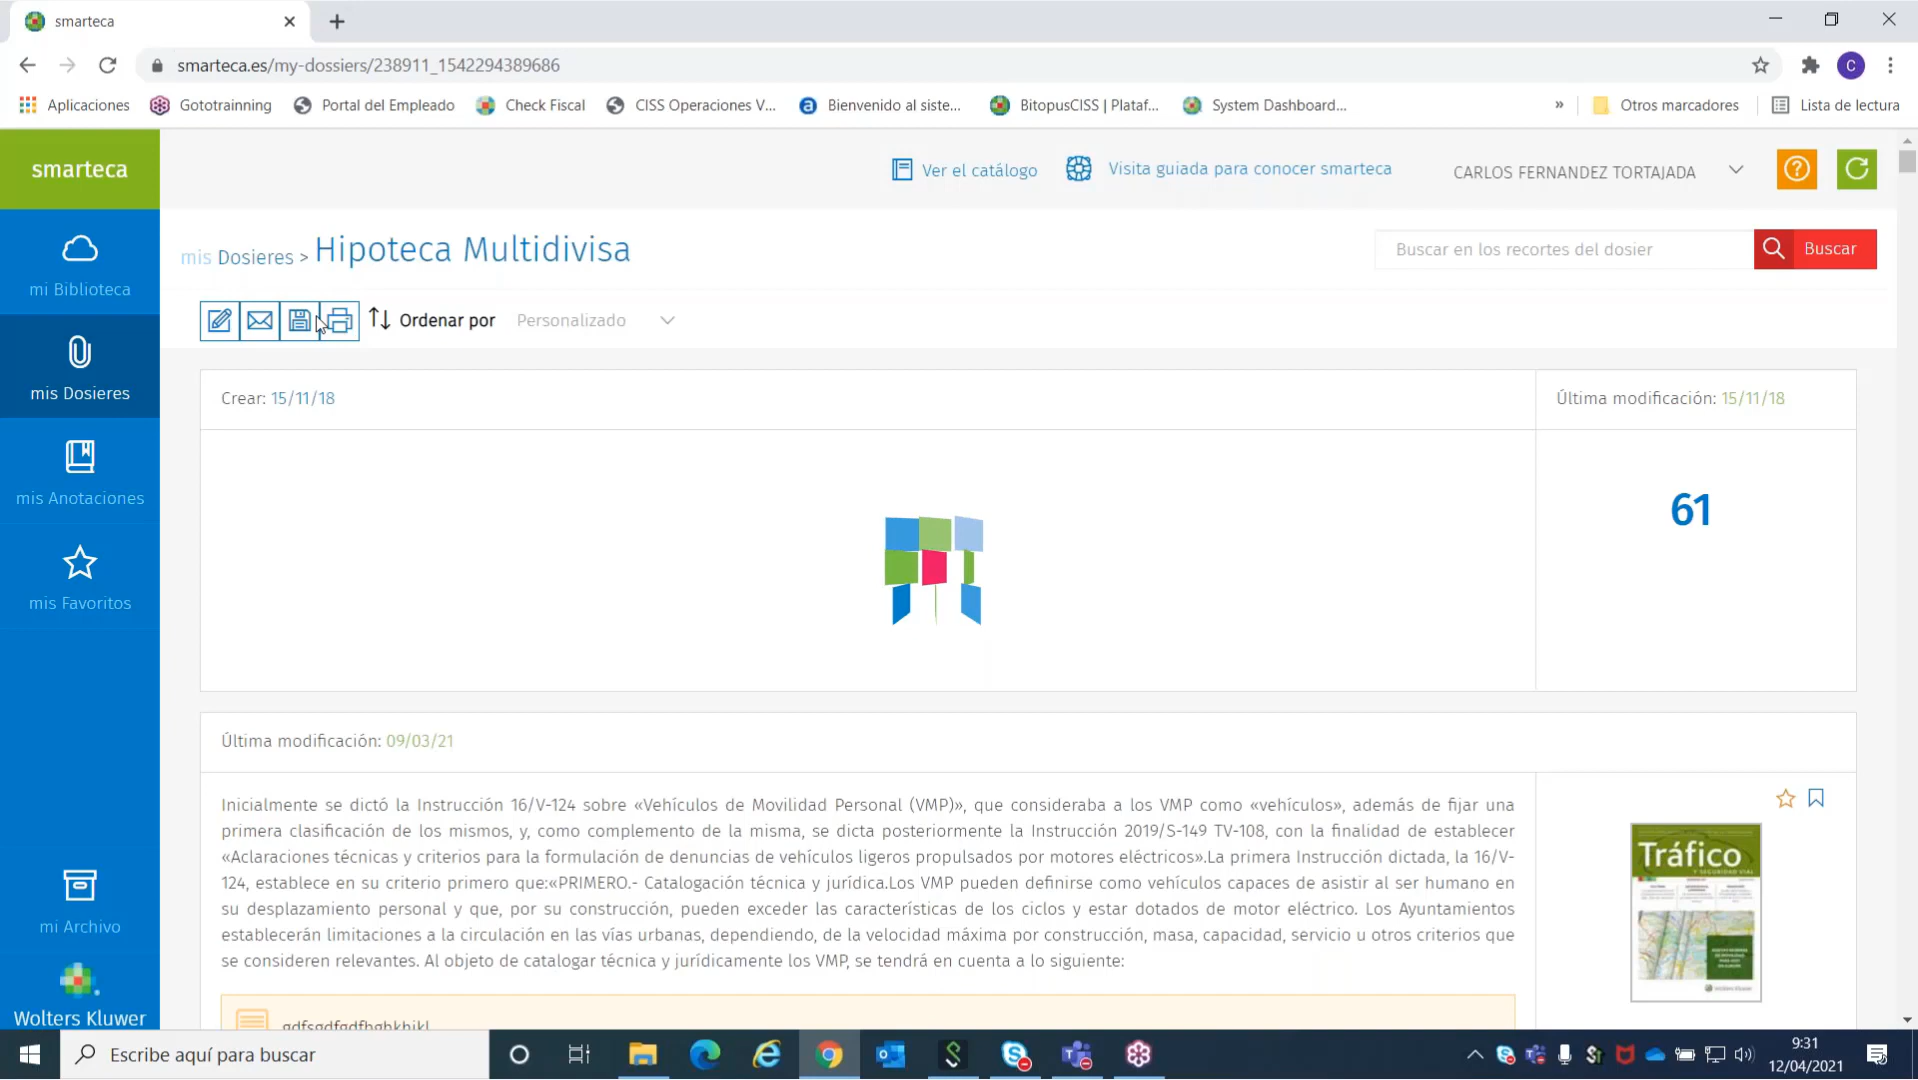 smarteca
smarteca.es/my-dossiers/238911_1542294389686
C
Aplicaciones
Gototrainning
Portal del Empleado
Check Fiscal
CISS Operaciones V...
Bienvenido al siste...
BitopusCISS | Plataf...
System Dashboard...
»
Otros marcadores
Lista de lectura
smarteca
Ver el catálogo
Visita guiada para conocer smarteca
CARLOS FERNANDEZ TORTAJADA
mis Dosieres > Hipoteca Multidivisa
Buscar en los recortes del dosier
Buscar
mi Biblioteca
Ordenar por
Personalizado
mis Dosieres
Crear: 15/11/18
Última modificación: 15/11/18
mis Anotaciones
61
mis Favoritos
Última modificación: 09/03/21
Inicialmente se dictó la Instrucción 16/V-124 sobre «Vehículos de Movilidad Personal (VMP)», que consideraba a los VMP como «vehículos», además de fijar una
primera clasificación de los mismos, y, como complemento de la misma, se dicta posteriormente la Instrucción 2019/S-149 TV-108, con la finalidad de establecer
«Aclaraciones técnicas y criterios para la formulación de denuncias de vehículos ligeros propulsados por motores eléctricos».La primera Instrucción dictada, la 16/V-
124, establece en su criterio primero que:«PRIMERO.- Catalogación técnica y jurídica.Los VMP pueden definirse como vehículos capaces de asistir al ser humano en
su desplazamiento personal y que, por su construcción, pueden exceder las características de los ciclos y estar dotados de motor eléctrico. Los Ayuntamientos
establecerán limitaciones a la circulación en las vías urbanas, dependiendo, de la velocidad máxima por construcción, masa, capacidad, servicio u otros criterios que
se consideren relevantes. Al objeto de catalogar técnica y jurídicamente los VMP, se tendrá en cuenta a lo siguiente:
Tráfico
Y SEGURIDAD VIAL
Wolters Kluwer
mi Archivo
Wolters Kluwer
Escribe aquí para buscar
9:31
12/04/2021